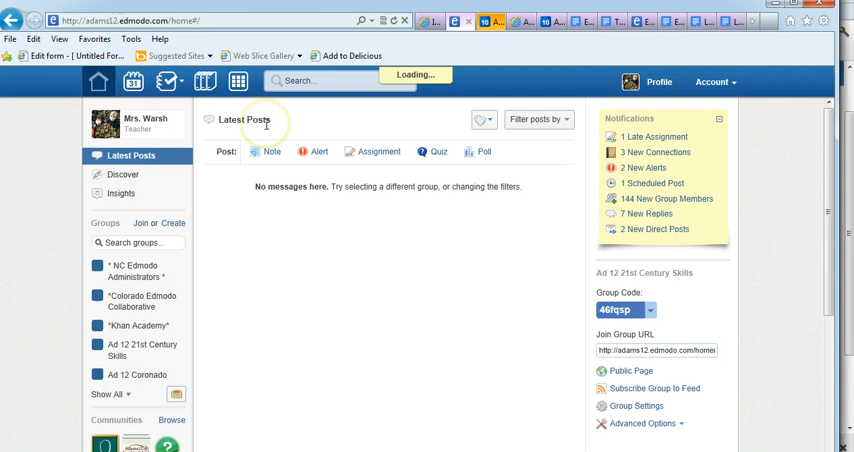 http://adams12.edmodo.com/home#/
File Edit View Favorites Tools Help
Edit form - [ Untitled For... Suggested Sites Web Slice Gallery Add to Delicious
31 Search... Loading... Profile Account
Mrs. Warsh
Teacher
Latest Posts
Discover
Insights
Groups Join or Create
Search groups...
* NC Edmodo
Administrators *
*Colorado Edmodo
Collaborative
*Khan Academy*
Ad 12 21st Century
Skills
Ad 12 Coronado
Show All
Communities Browse
Latest Posts Filter posts by
Post: Note Alert Assignment Quiz Poll
No messages here. Try selecting a different group, or changing the filters.
Notifications
1 Late Assignment
3 New Connections
2 New Alerts
1 Scheduled Post
144 New Group Members
7 New Replies
2 New Direct Posts
Ad 12 21st Century Skills
Group Code:
46fqsp
Join Group URL
http://adams12.edmodo.com/home
Public Page
Subscribe Group to Feed
Group Settings
Advanced Options